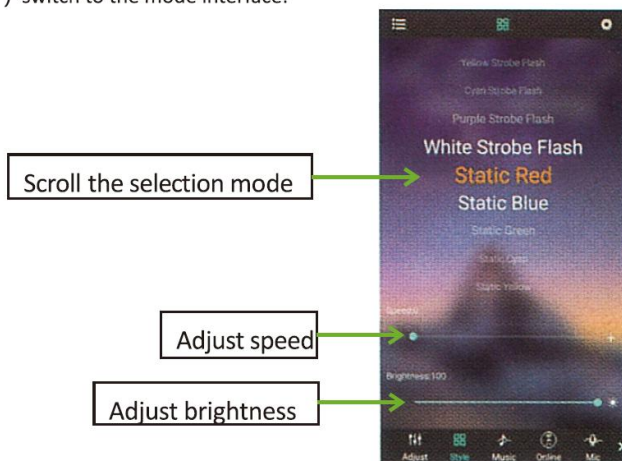 ) switch to the mode interface.
Yellow Strobe Flash
Cyan Strobe Flash
Purple Strobe Flash
White Strobe Flash
Scroll the selection mode
Static Red
Static Blue
Static Green
Static Cyan
Static Yellow
Speed:0
Adjust speed
Brightness:100
Adjust brightness
Adjust Style Music Online Mic